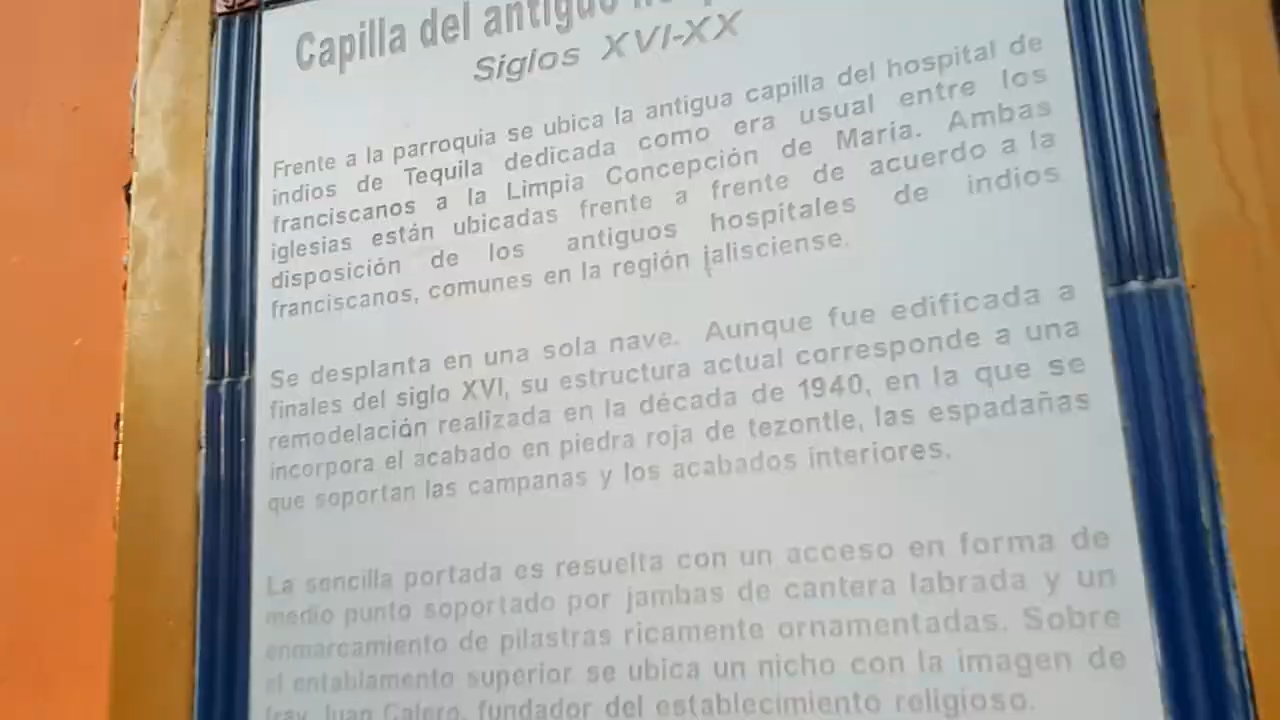 Capilla del antiguo
Siglos XVI-XX
Frente a la parroquia se ubica la antigua capilla del hospital de
indios de Tequila dedicada como era usual entre los
franciscanos a la Limpia Concepción de María. Ambas
iglesias están ubicadas frente a frente de acuerdo a la
disposición de los antiguos hospitales de indios
franciscanos, comunes en la región jalisciense.
Se desplanta en una sola nave. Aunque fue edificada a
finales del siglo XVI, su estructura actual corresponde a una
remodelación realizada en la década de 1940, en la que se
incorpora el acabado en piedra roja de tezontle, las espadañas
que soportan las campanas y los acabados interiores.
La sencilla portada es resuelta con un acceso en forma de
medio punto soportado por jambas de cantera labrada y un
enmarcamiento de pilastras ricamente ornamentadas. Sobre
el entablamento superior se ubica un nicho con la imagen de
fray Juan Calero, fundador del establecimiento religioso.